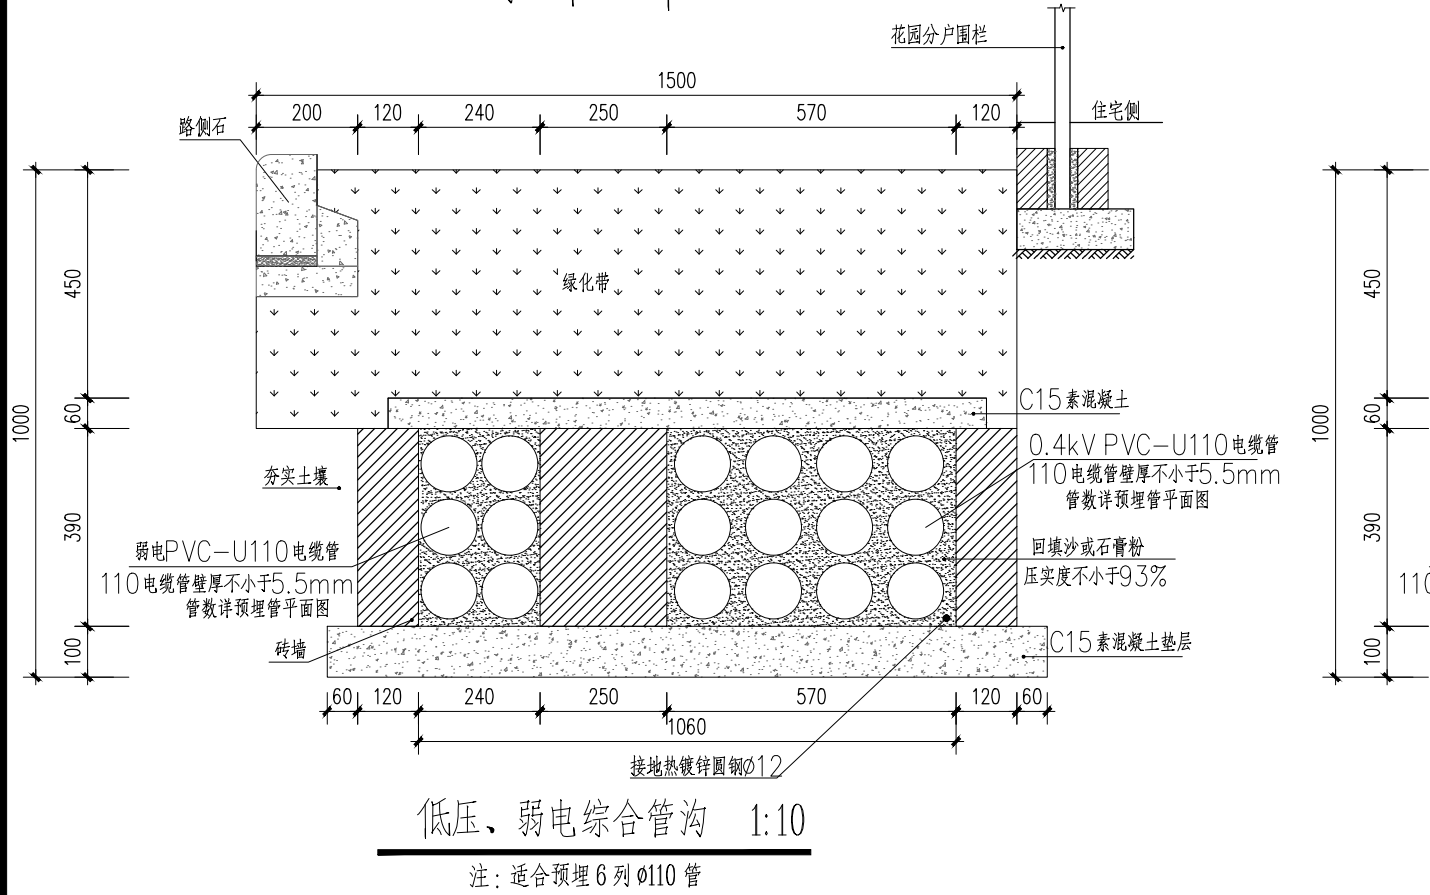 花园分户围栏
1500
200 120 240 250 570 120
住宅侧
路侧石
450
60
390
100
1000
绿化带
C15素混凝土
0.4kV PVC-U110电缆管
110电缆管壁厚不小于5.5mm
管数详预埋管平面图
夯实土壤
弱电PVC-U110电缆管
110电缆管壁厚不小于5.5mm
管数详预埋管平面图
回填沙或石膏粉
压实度不小于93%
砖墙
C15素混凝土垫层
60 120 240 250 570 120 60
1060
接地热镀锌圆钢Ø12
450
60
390
100
1000
110
低压、弱电综合管沟 1:10
注：适合预埋6列Ø110管